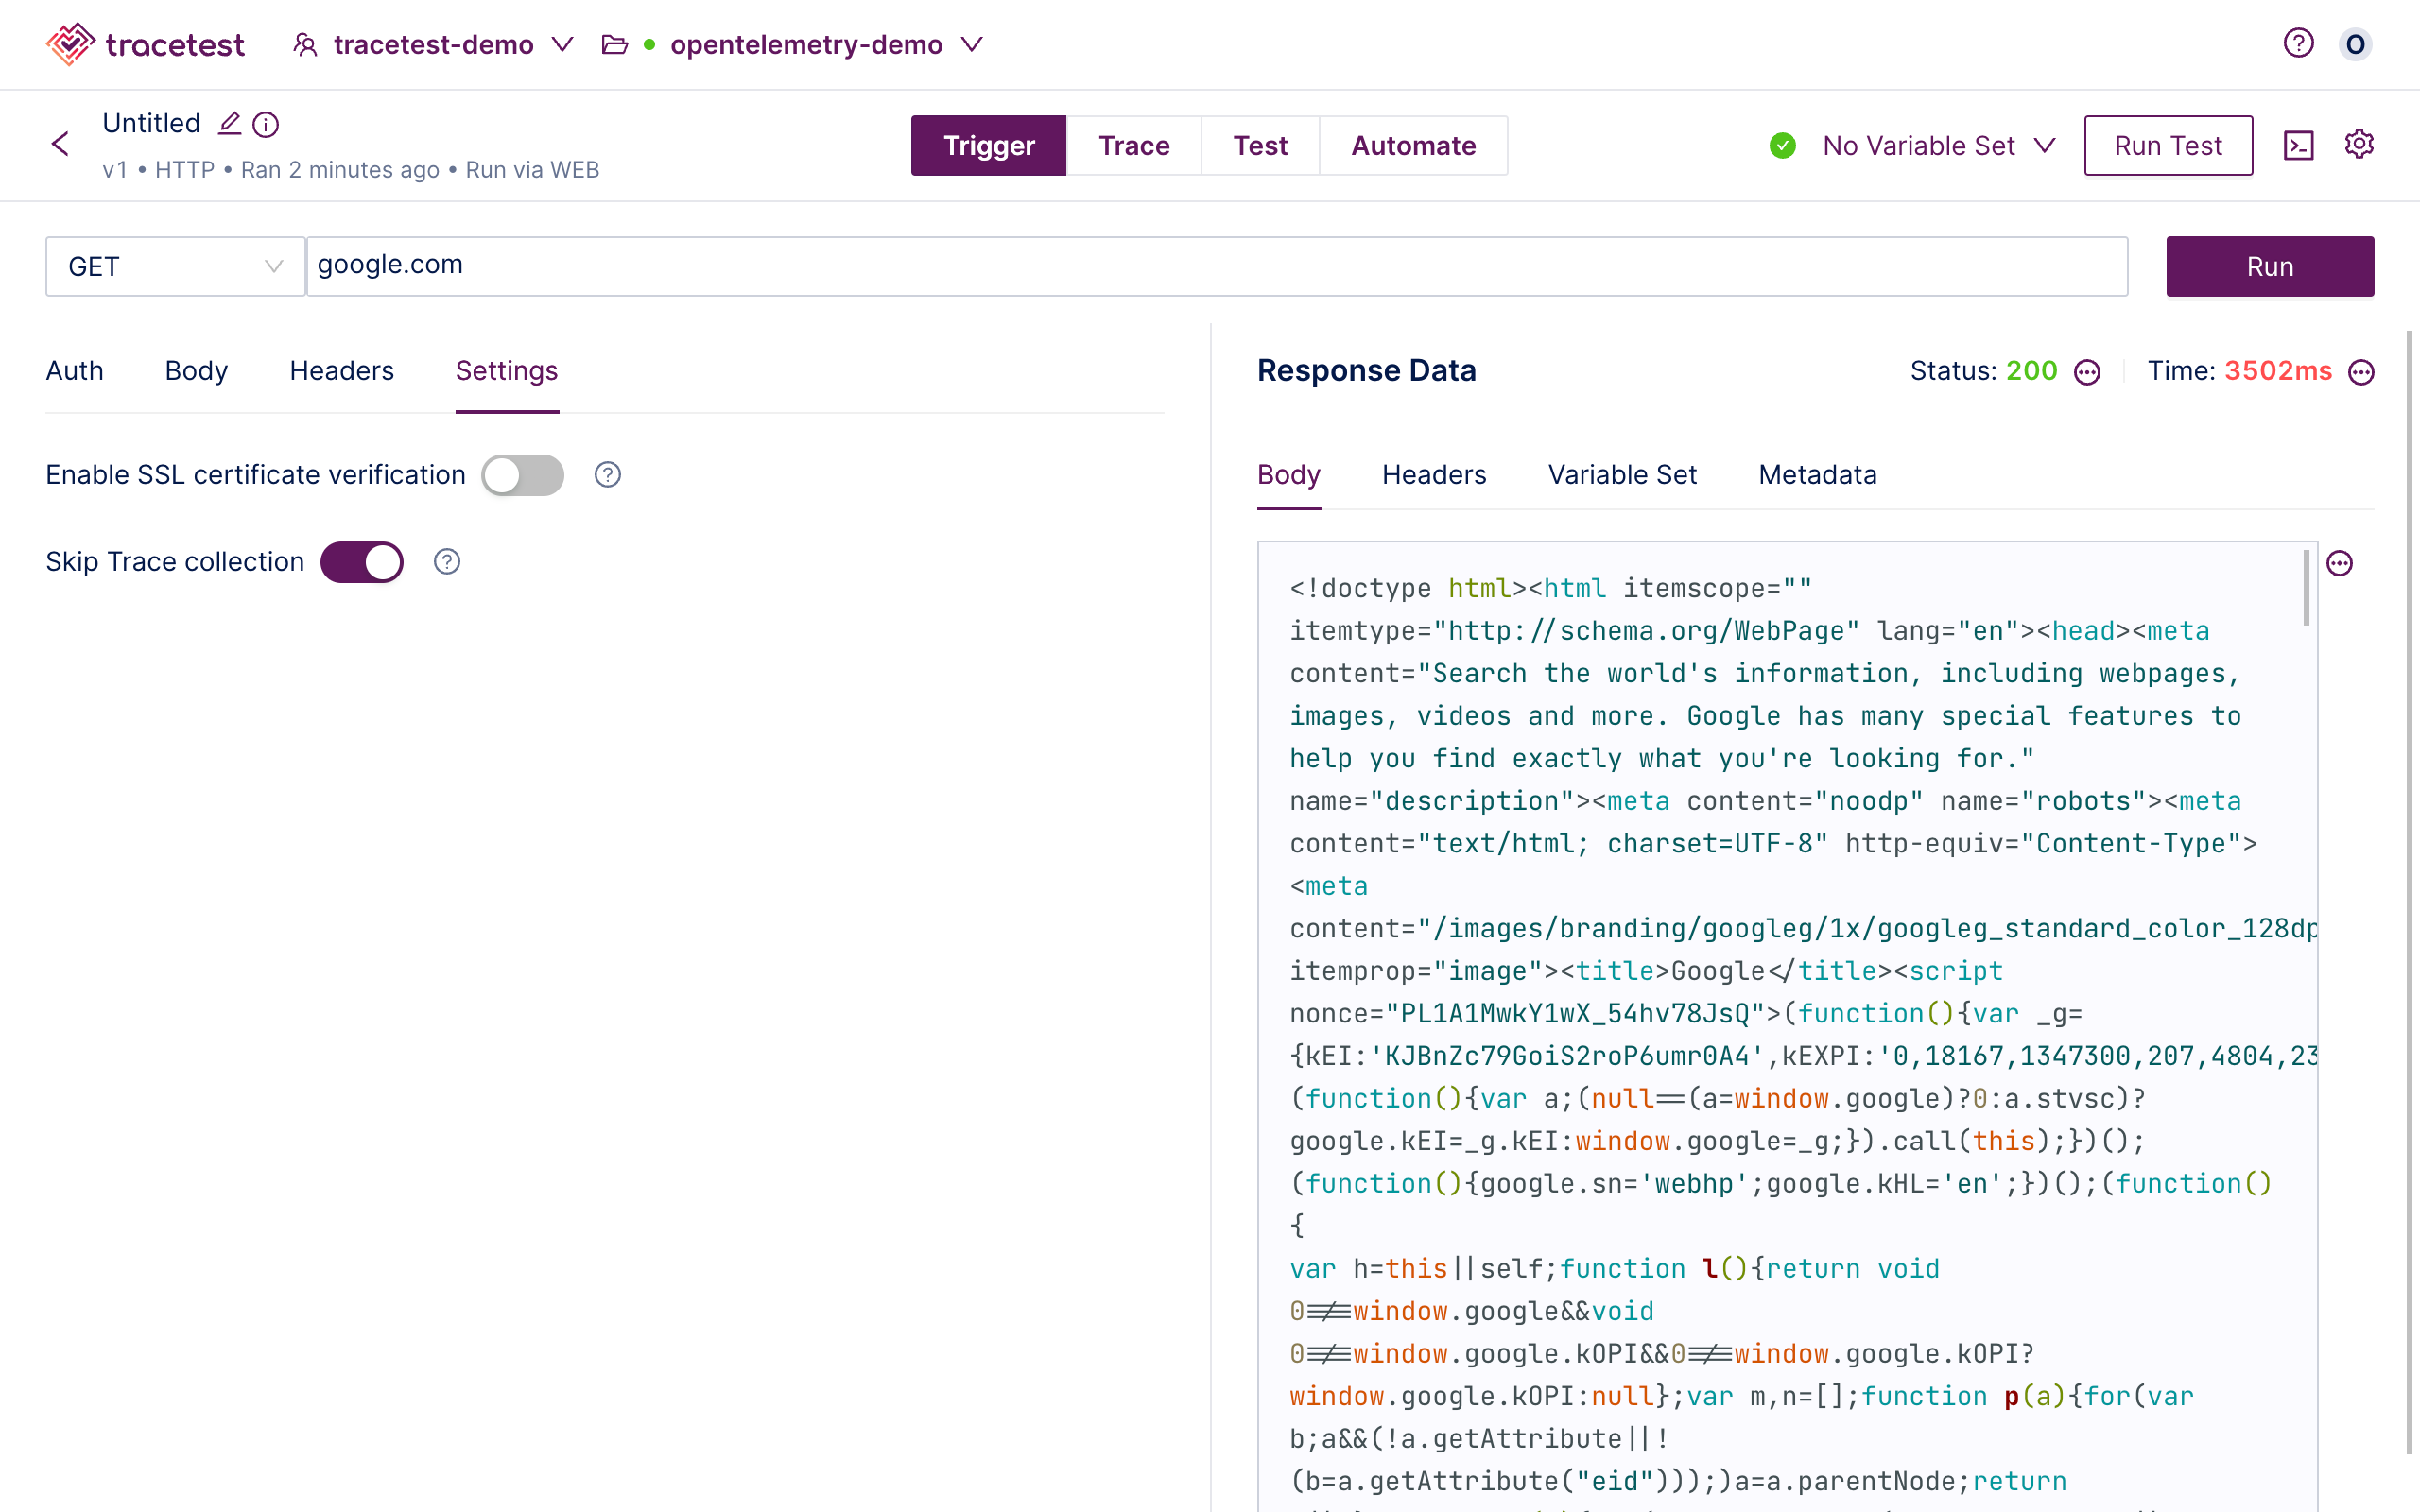 tracetest tracetest-demo opentelemetry-demo O
Untitled
v1 • HTTP • Ran 2 minutes ago • Run via WEB
Trigger Trace Test Automate
No Variable Set Run Test
GET google.com Run
Auth Body Headers Settings
Enable SSL certificate verification
Skip Trace collection
Response Data Status: 200 Time: 3502ms
Body Headers Variable Set Metadata
<!doctype html><html itemscope=""
itemtype="http://schema.org/WebPage" lang="en"><head><meta
content="Search the world's information, including webpages,
images, videos and more. Google has many special features to
help you find exactly what you're looking for."
name="description"><meta content="noodp" name="robots"><meta
content="text/html; charset=UTF-8" http-equiv="Content-Type">
<meta
content="/images/branding/googleg/1x/googleg_standard_color_128dp
itemprop="image"><title>Google</title><script
nonce="PL1A1MwkY1wX_54hv78JsQ">(function(){var _g=
{kEI:'KJBnZc79GoiS2roP6umr0A4',kEXPI:'0,18167,1347300,207,4804,23
(function(){var a;(null==(a=window.google)?0:a.stvsc)?
google.kEI=_g.kEI:window.google=_g;}).call(this);})();
(function(){google.sn='webhp';google.kHL='en';})();(function()
{
var h=this||self;function l(){return void
0!==window.google&&void
0!==window.google.kOPI&&0!==window.google.kOPI?
window.google.kOPI:null};var m,n=[];function p(a){for(var
b;a&&(!a.getAttribute||!
(b=a.getAttribute("eid")));)a=a.parentNode;return